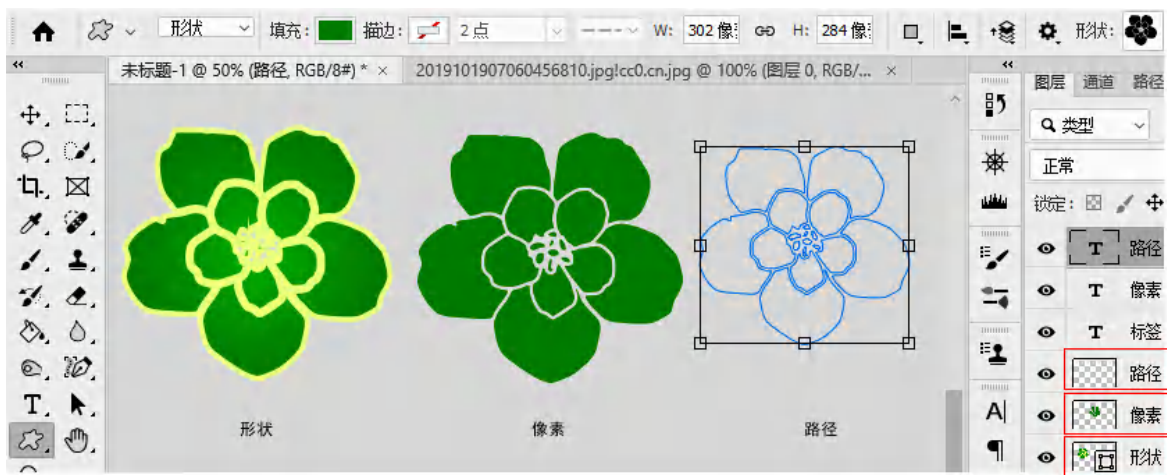 形状 填充: 描边: 2点 W: 302 像 GĐ H: 284 像 形状:
未标题-1 @ 50% (路径, RGB/8#) * × 2019101907060456810.jpg!cc0.cn.jpg @ 100% (图层 0, RGB/... ×
图层 通道 路径
类型
正常
锁定:
T 路径
T 像素
T 标签
路径
像素
形状
形状 像素 路径
T
A